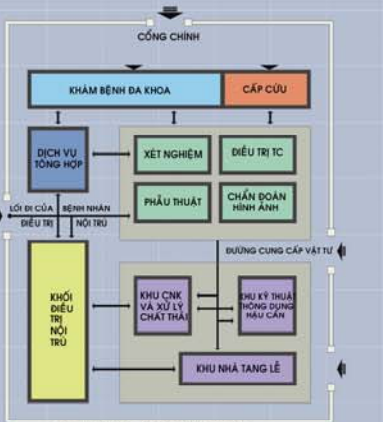 CỔNG CHÍNH
KHÁM BỆNH ĐA KHOA
CẤP CỨU
DỊCH VỤ
TỔNG HỢP
XÉT NGHIỆM
ĐIỀU TRỊ TC
PHẪU THUẬT
CHẨN ĐOÁN
HÌNH ẢNH
LỐI ĐI CỦA BỆNH NHÂN
ĐIỀU TRỊ NỘI TRÚ
ĐƯỜNG CUNG CẤP VẬT TƯ
KHỐI
ĐIỀU
TRỊ
NỘI
TRÚ
KHU CNK
VÀ XỬ LÝ
CHẤT THẢI
KHU KỸ THUẬT
THÔNG DỤNG
HẬU CẦN
KHU NHÀ TANG LỄ